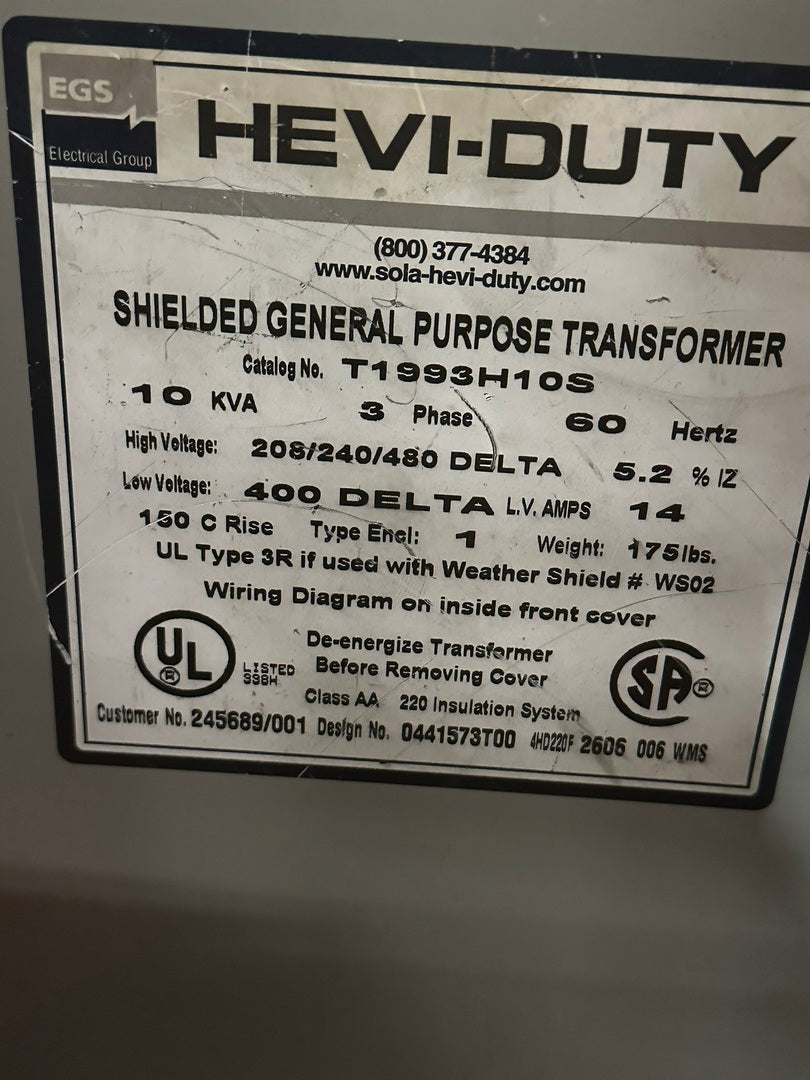 EGS
Electrical Group
HEVI-DUTY
(800) 377-4384
www.sola-hevi-duty.com
SHIELDED GENERAL PURPOSE TRANSFORMER
Catalog No. T1993H10S
10 KVA 3 Phase 60 Hertz
High Voltage: 208/240/480 DELTA 5.2 % IZ
Low Voltage: 400 DELTA L.V. AMPS 14
150 C Rise Type Encl: 1 Weight: 175lbs.
UL Type 3R if used with Weather Shield # WS02
Wiring Diagram on inside front cover
UL ® LISTED 398H
De-energize Transformer
Before Removing Cover
SA ®
Class AA 220 Insulation System
Customer No. 245689/001 Design No. 0441573T00 4HD220F 2606 006 WMS